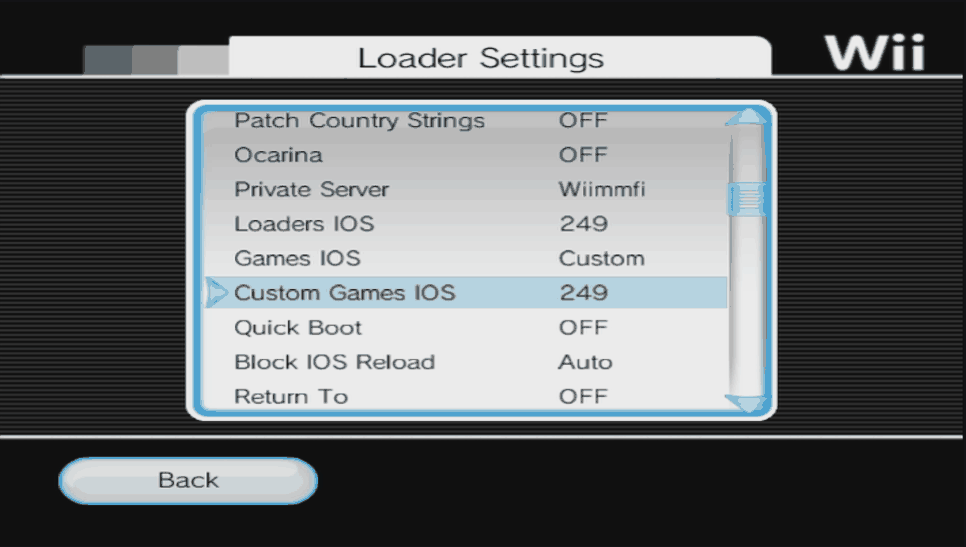 Loader Settings
Wii
Patch Country Strings OFF
Ocarina OFF
Private Server Wiimmfi
Loaders IOS 249
Games IOS Custom
Custom Games IOS 249
Quick Boot OFF
Block IOS Reload Auto
Return To OFF
Back